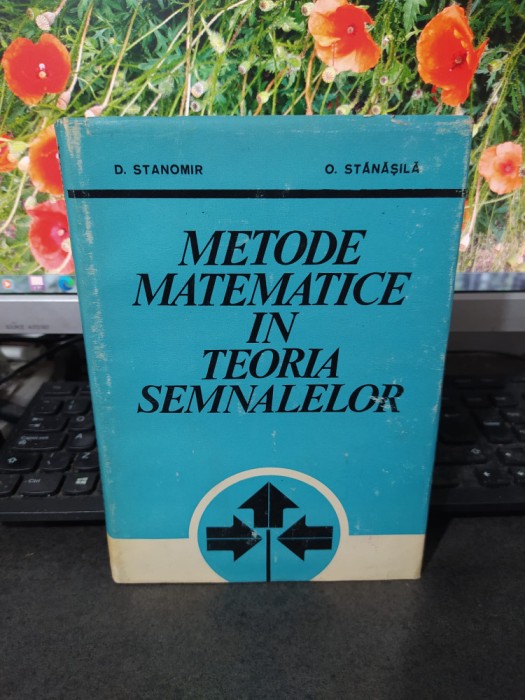 D. STANOMIR O. STĂNĂȘILĂ
METODE
MATEMATICE
IN
TEORIA
SEMNALELOR